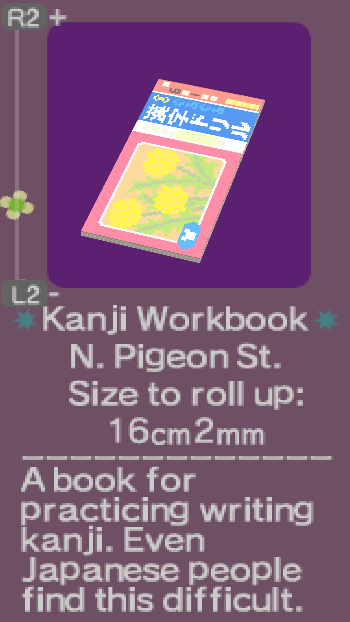 R2 +
L2 -
Kanji Workbook
N. Pigeon St.
Size to roll up:
16cm2mm
A book for
practicing writing
kanji. Even
Japanese people
find this difficult.